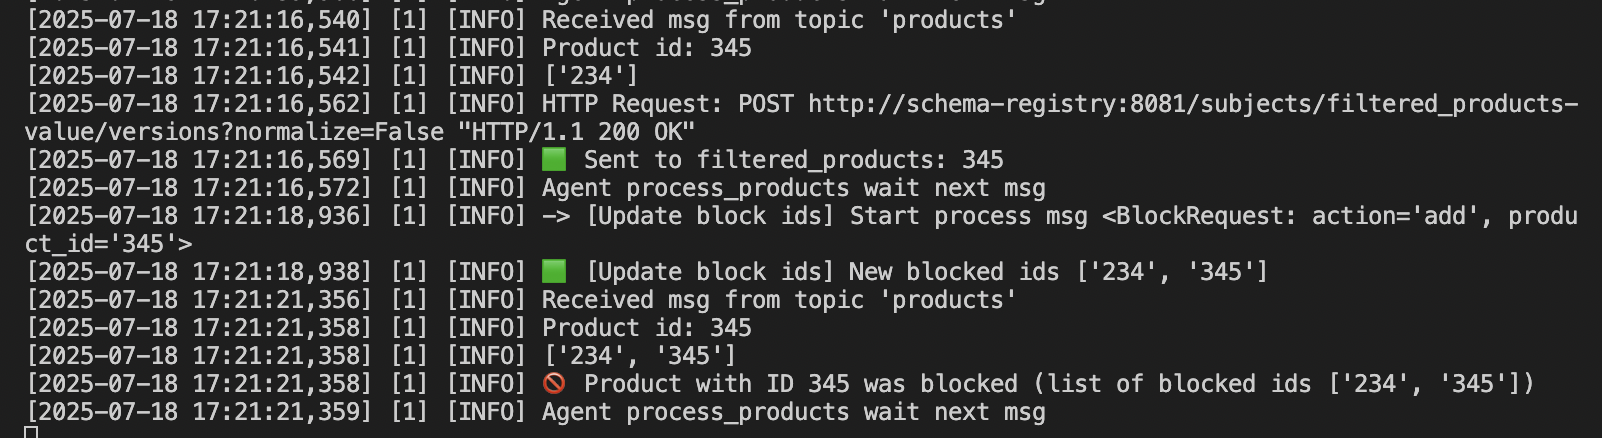 [2025-07-18 17:21:16,540] [1] [INFO] Received msg from topic 'products'
[2025-07-18 17:21:16,541] [1] [INFO] Product id: 345
[2025-07-18 17:21:16,542] [1] [INFO] ['234']
[2025-07-18 17:21:16,562] [1] [INFO] HTTP Request: POST http://schema-registry:8081/subjects/filtered_products-
value/versions?normalize=False "HTTP/1.1 200 OK"
[2025-07-18 17:21:16,569] [1] [INFO] 🟩 Sent to filtered_products: 345
[2025-07-18 17:21:16,572] [1] [INFO] Agent process_products wait next msg
[2025-07-18 17:21:18,936] [1] [INFO] —> [Update block ids] Start process msg <BlockRequest: action='add', produ
ct_id='345'>
[2025-07-18 17:21:18,938] [1] [INFO] 🟩 [Update block ids] New blocked ids ['234', '345']
[2025-07-18 17:21:21,356] [1] [INFO] Received msg from topic 'products'
[2025-07-18 17:21:21,358] [1] [INFO] Product id: 345
[2025-07-18 17:21:21,358] [1] [INFO] ['234', '345']
[2025-07-18 17:21:21,358] [1] [INFO] 🚫 Product with ID 345 was blocked (list of blocked ids ['234', '345'])
[2025-07-18 17:21:21,359] [1] [INFO] Agent process_products wait next msg